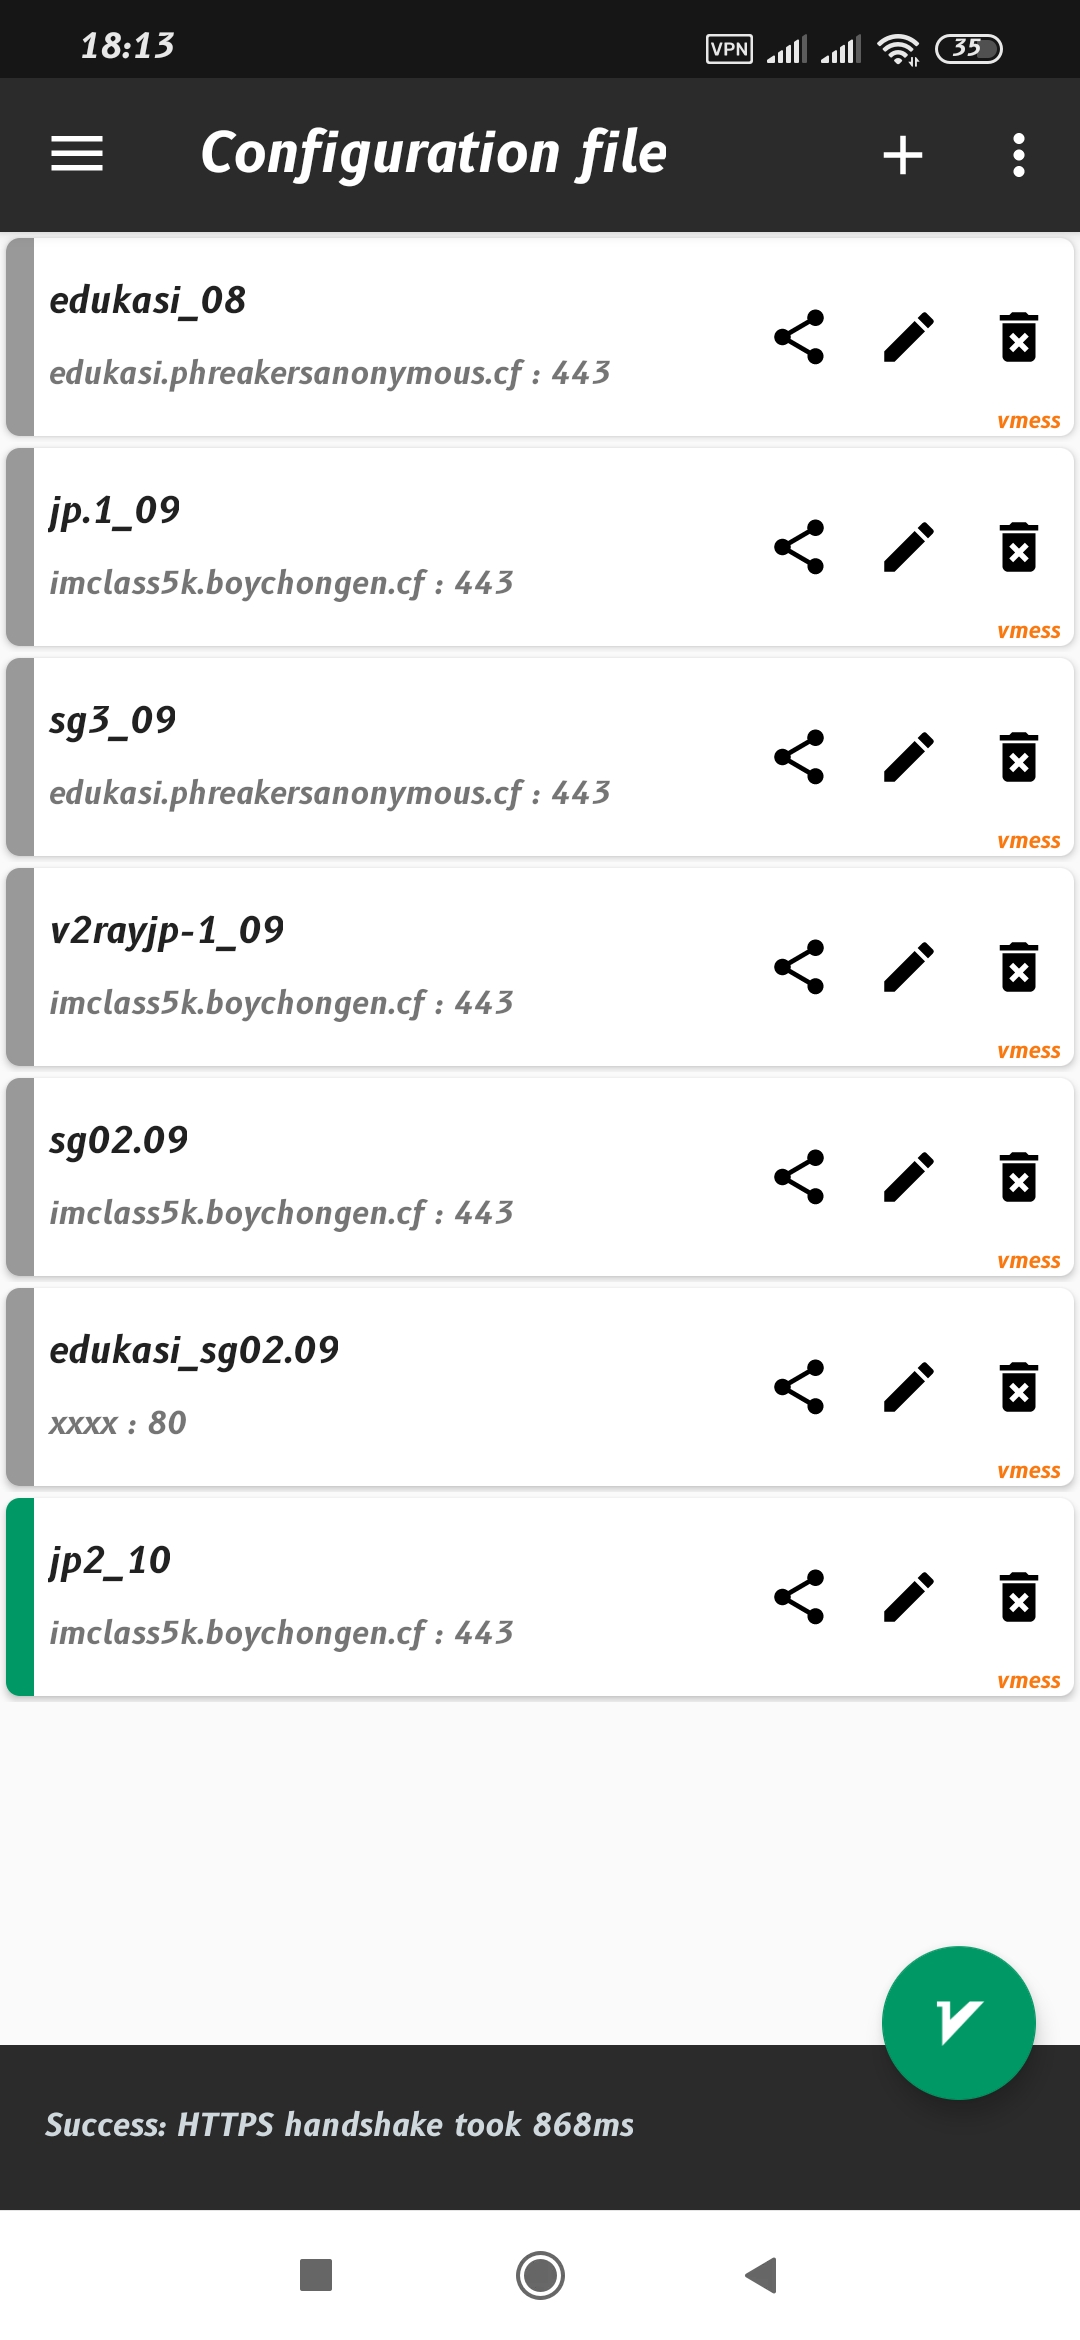 18:13
VPN
35
Configuration file
edukasi_08
edukasi.phreakersanonymous.cf : 443
vmess
jp.1_09
imclass5k.boychongen.cf : 443
vmess
sg3_09
edukasi.phreakersanonymous.cf : 443
vmess
v2rayjp-1_09
imclass5k.boychongen.cf : 443
vmess
sg02.09
imclass5k.boychongen.cf : 443
vmess
edukasi_sg02.09
xxxx : 80
vmess
jp2_10
imclass5k.boychongen.cf : 443
vmess
Success: HTTPS handshake took 868ms